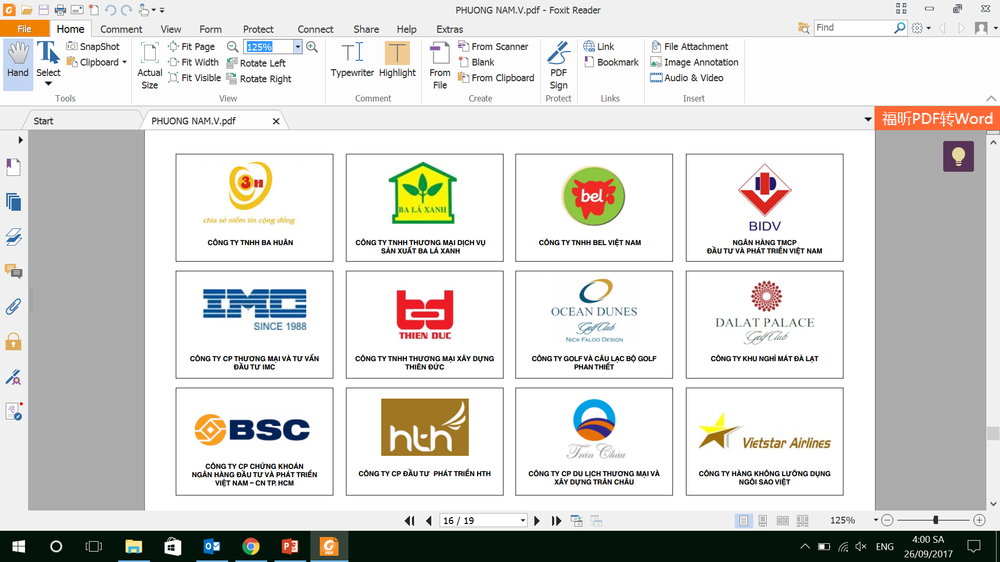 PHUONG NAM.V.pdf - Foxit Reader
File Home Comment View Form Protect Connect Share Help Extras
Find
Hand
Select
SnapShot
Clipboard
Tools
Actual Size
Fit Page
Fit Width
Fit Visible
125%
Rotate Left
Rotate Right
View
Typewriter
Highlight
Comment
From File
From Scanner
Blank
From Clipboard
Create
PDF Sign
Protect
Link
Bookmark
Links
File Attachment
Image Annotation
Audio & Video
Insert
Start
PHUONG NAM.V.pdf
福昕PDF转Word
3H
chia sẻ niềm tin cộng đồng
CÔNG TY TNHH BA HUÂN
BA LÁ XANH
CÔNG TY TNHH THƯƠNG MẠI DỊCH VỤ
SẢN XUẤT BA LÁ XANH
bel
CÔNG TY TNHH BEL VIỆT NAM
BIDV
NGÂN HÀNG TMCP
ĐẦU TƯ VÀ PHÁT TRIỂN VIỆT NAM
IMC
SINCE 1988
CÔNG TY CP THƯƠNG MẠI VÀ TƯ VẤN
ĐẦU TƯ IMC
THIEN DUC
CÔNG TY TNHH THƯƠNG MẠI XÂY DỰNG
THIÊN ĐỨC
OCEAN DUNES
Golf Club
NICK FALDO DESIGN
CÔNG TY GOLF VÀ CÂU LẠC BỘ GOLF
PHAN THIẾT
DALAT PALACE
Golf Club
CÔNG TY KHU NGHỈ MÁT ĐÀ LẠT
BSC
CÔNG TY CP CHỨNG KHOÁN
NGÂN HÀNG ĐẦU TƯ VÀ PHÁT TRIỂN
VIỆT NAM – CN TP. HCM
hth
CÔNG TY CP ĐẦU TƯ PHÁT TRIỂN HTH
Trân Châu
CÔNG TY CP DU LỊCH THƯƠNG MẠI VÀ
XÂY DỰNG TRÂN CHÂU
Vietstar Airlines
CÔNG TY HÀNG KHÔNG LƯỠNG DỤNG
NGÔI SAO VIỆT
16 / 19
125%
ENG
4:00 SA
26/09/2017